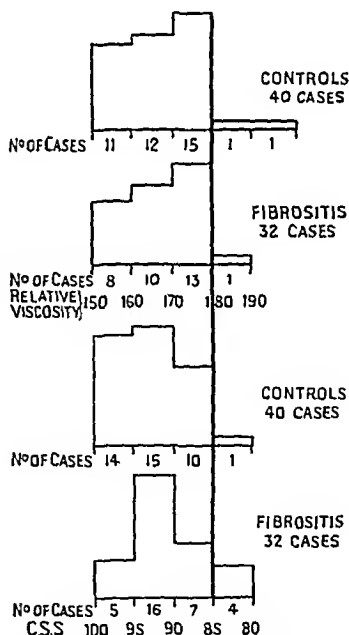 CONTROLS
40 CASES
Nº OF CASES 11 12 15 1 1
FIBROSITIS
32 CASES
Nº OF CASES 8 10 13 1
RELATIVE}
VISCOSITY} 150 160 170 180 190
CONTROLS
40 CASES
Nº OF CASES 14 15 10 1
FIBROSITIS
32 CASES
Nº OF CASES 5 16 7 4
C.S.S 100 95 90 85 80